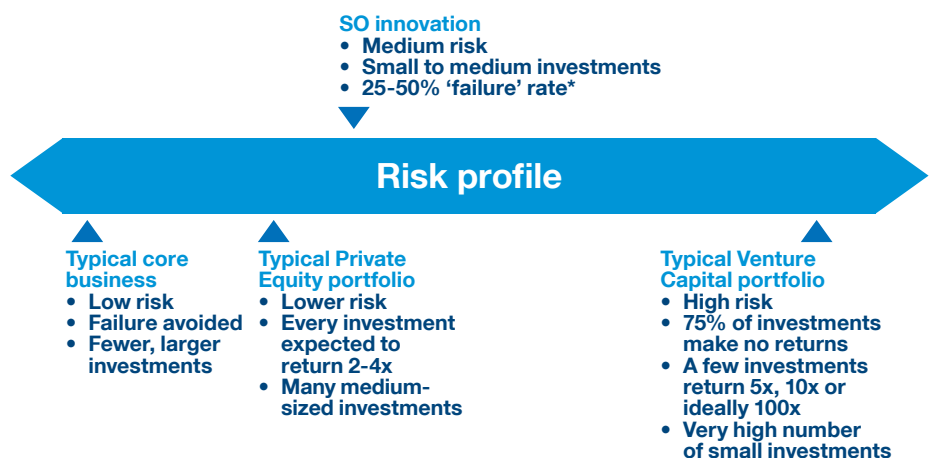 SO innovation
• Medium risk
• Small to medium investments
• 25-50% ‘failure’ rate*
Risk profile
Typical core
business
• Low risk
• Failure avoided
• Fewer, larger
investments
Typical Private
Equity portfolio
• Lower risk
• Every investment
expected to
return 2-4x
• Many medium-
sized investments
Typical Venture
Capital portfolio
• High risk
• 75% of investments
make no returns
• A few investments
return 5x, 10x or
ideally 100x
• Very high number
of small investments